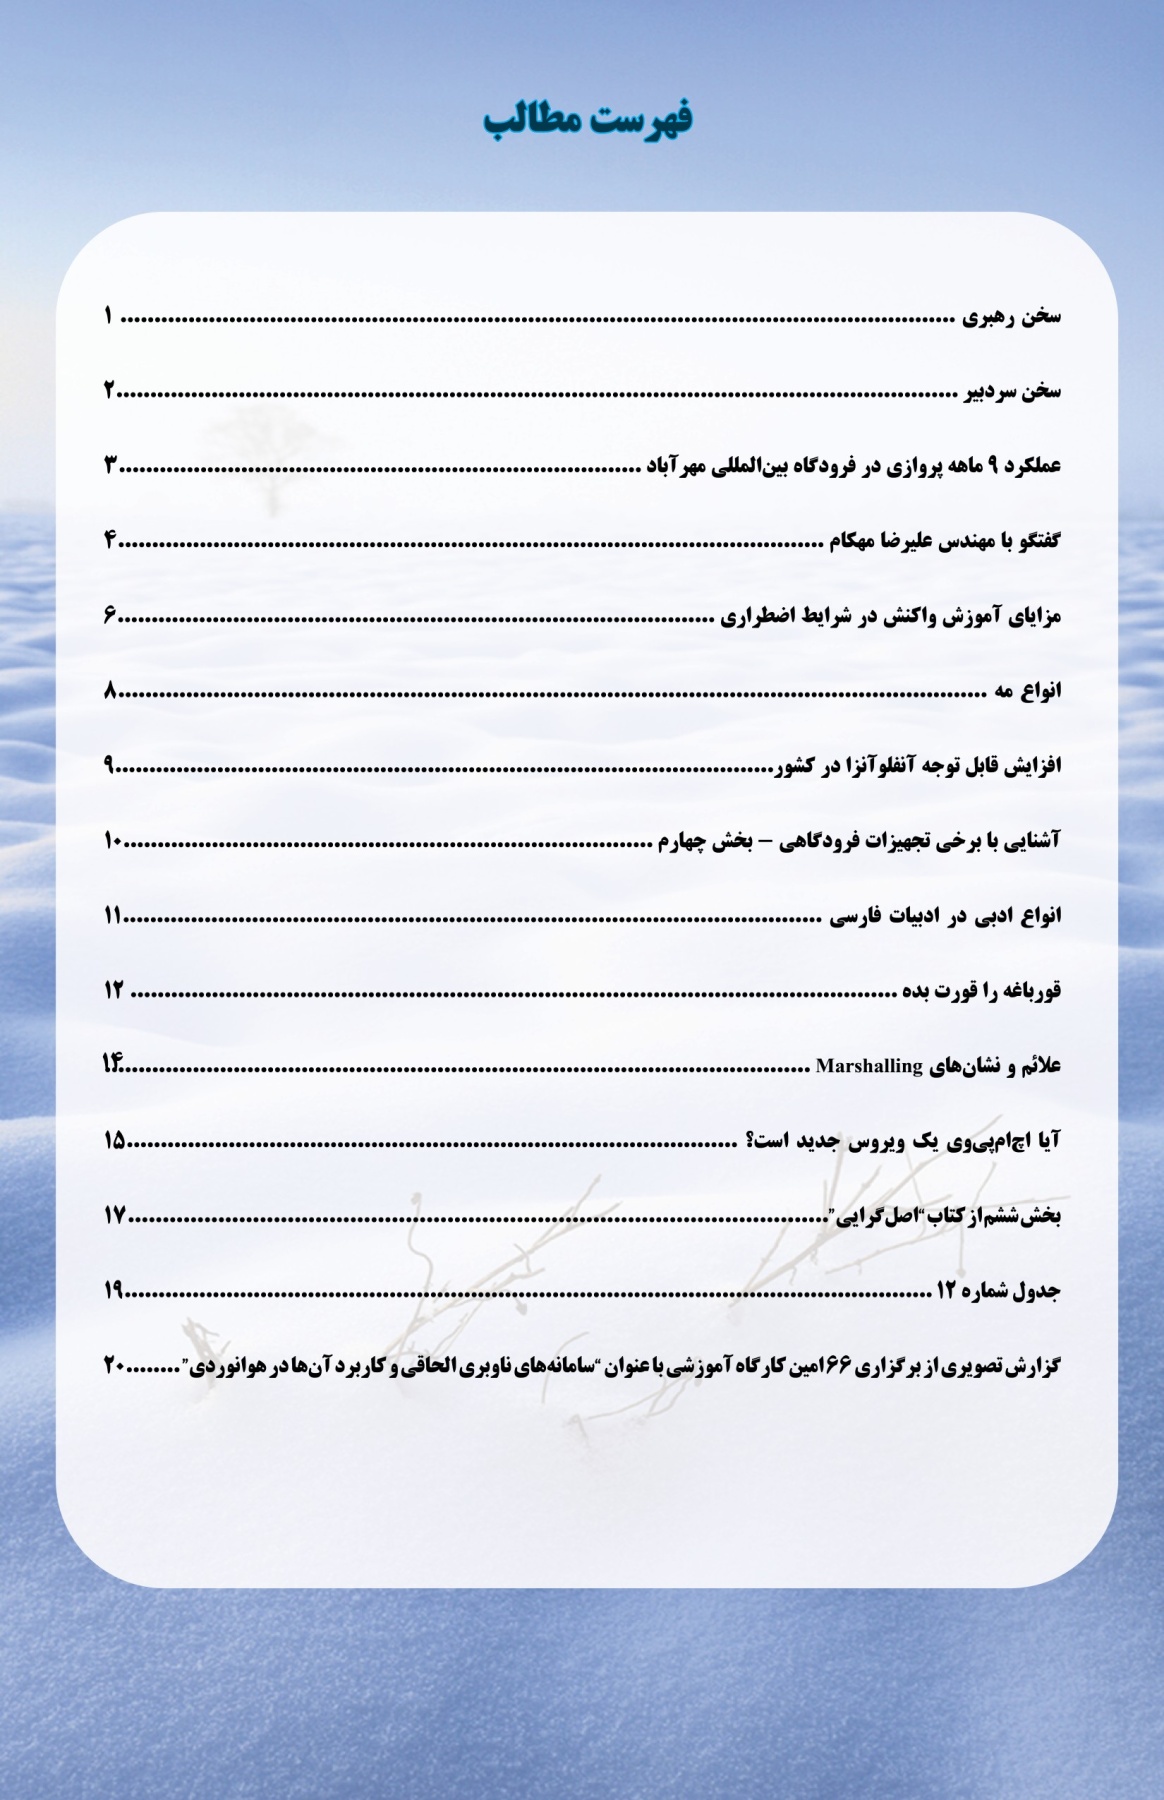 فهرست مطالب
سخن رهبری ........................................ ۱
سخن سردبیر ........................................۲
عملکرد ۹ ماهه پروازی در فرودگاه بین‌المللی مهرآباد ........................................۳
گفتگو با مهندس علیرضا مهکام ........................................۴
مزایای آموزش واکنش در شرایط اضطراری ........................................۶
انواع مه ........................................۸
افزایش قابل توجه آنفلوآنزا در کشور........................................۹
آشنایی با برخی تجهیزات فرودگاهی – بخش چهارم ........................................۱۰
انواع ادبی در ادبیات فارسی ........................................۱۱
قورباغه را قورت بده ........................................ ۱۲
علائم و نشان‌های Marshalling ........................................۱۴
آیا اچ‌ام‌پی‌وی یک ویروس جدید است؟ ........................................۱۵
بخش ششم از کتاب “اصل گرایی”........................................۱۷
جدول شماره ۱۲ ........................................۱۹
گزارش تصویری از برگزاری ۶۶امین کارگاه آموزشی با عنوان “سامانه‌های ناوبری الحاقی و کاربرد آن‌ها در هوانوردی”........۲۰